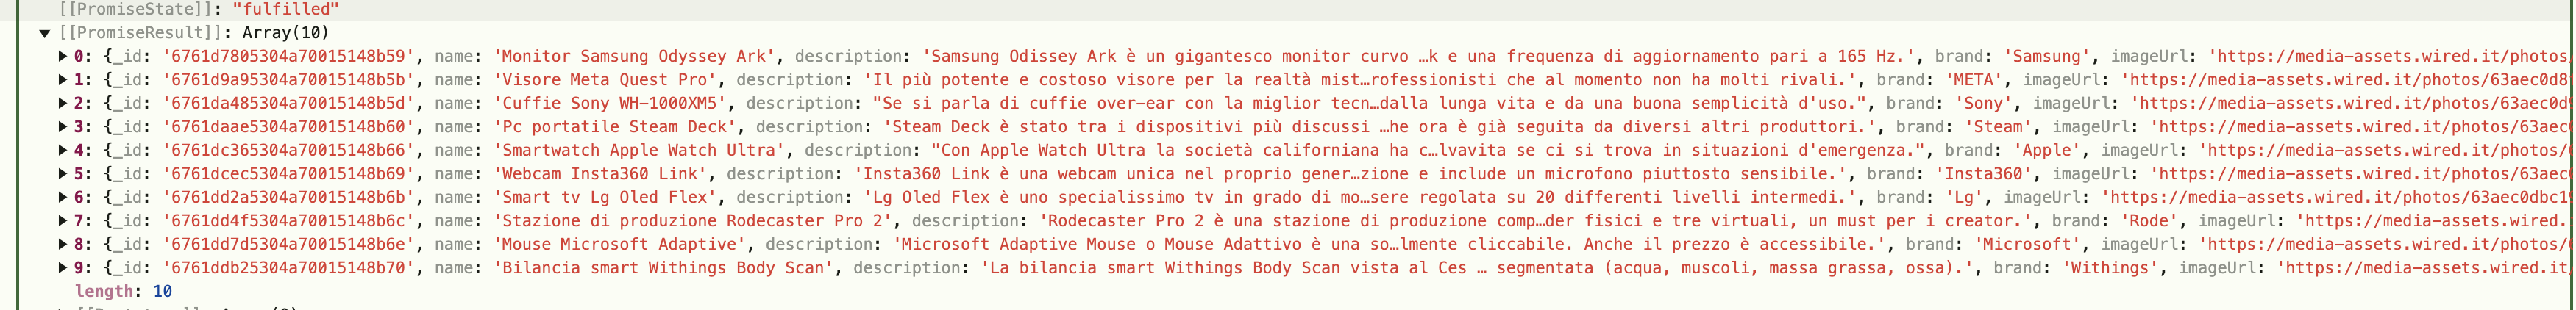 [[PromiseState]]: "fulfilled"
[[PromiseResult]]: Array(10)
0: {_id: '6761d7805304a70015148b59', name: 'Monitor Samsung Odyssey Ark', description: 'Samsung Odissey Ark è un gigantesco monitor curvo …k e una frequenza di aggiornamento pari a 165 Hz.', brand: 'Samsung', imageUrl: 'https://media-assets.wired.it/photos
1: {_id: '6761d9a95304a70015148b5b', name: 'Visore Meta Quest Pro', description: 'Il più potente e costoso visore per la realtà mist…rofessionisti che al momento non ha molti rivali.', brand: 'META', imageUrl: 'https://media-assets.wired.it/photos/63aec0d8
2: {_id: '6761da485304a70015148b5d', name: 'Cuffie Sony WH-1000XM5', description: "Se si parla di cuffie over-ear con la miglior tecn…dalla lunga vita e da una buona semplicità d'uso.", brand: 'Sony', imageUrl: 'https://media-assets.wired.it/photos/63aec0d
3: {_id: '6761daae5304a70015148b60', name: 'Pc portatile Steam Deck', description: 'Steam Deck è stato tra i dispositivi più discussi …he ora è già seguita da diversi altri produttori.', brand: 'Steam', imageUrl: 'https://media-assets.wired.it/photos/63aec
4: {_id: '6761dc365304a70015148b66', name: 'Smartwatch Apple Watch Ultra', description: "Con Apple Watch Ultra la società californiana ha c…lvavita se ci si trova in situazioni d'emergenza.", brand: 'Apple', imageUrl: 'https://media-assets.wired.it/photos/
5: {_id: '6761dcec5304a70015148b69', name: 'Webcam Insta360 Link', description: 'Insta360 Link è una webcam unica nel proprio gener…zione e include un microfono piuttosto sensibile.', brand: 'Insta360', imageUrl: 'https://media-assets.wired.it/photos/63aec
6: {_id: '6761dd2a5304a70015148b6b', name: 'Smart tv Lg Oled Flex', description: 'Lg Oled Flex è uno specialissimo tv in grado di mo…sere regolata su 20 differenti livelli intermedi.', brand: 'Lg', imageUrl: 'https://media-assets.wired.it/photos/63aec0dbc1
7: {_id: '6761dd4f5304a70015148b6c', name: 'Stazione di produzione Rodecaster Pro 2', description: 'Rodecaster Pro 2 è una stazione di produzione comp…der fisici e tre virtuali, un must per i creator.', brand: 'Rode', imageUrl: 'https://media-assets.wired.
8: {_id: '6761dd7d5304a70015148b6e', name: 'Mouse Microsoft Adaptive', description: 'Microsoft Adaptive Mouse o Mouse Adattivo è una so…lmente cliccabile. Anche il prezzo è accessibile.', brand: 'Microsoft', imageUrl: 'https://media-assets.wired.it/photos/
9: {_id: '6761ddb25304a70015148b70', name: 'Bilancia smart Withings Body Scan', description: 'La bilancia smart Withings Body Scan vista al Ces … segmentata (acqua, muscoli, massa grassa, ossa).', brand: 'Withings', imageUrl: 'https://media-assets.wired.it
length: 10